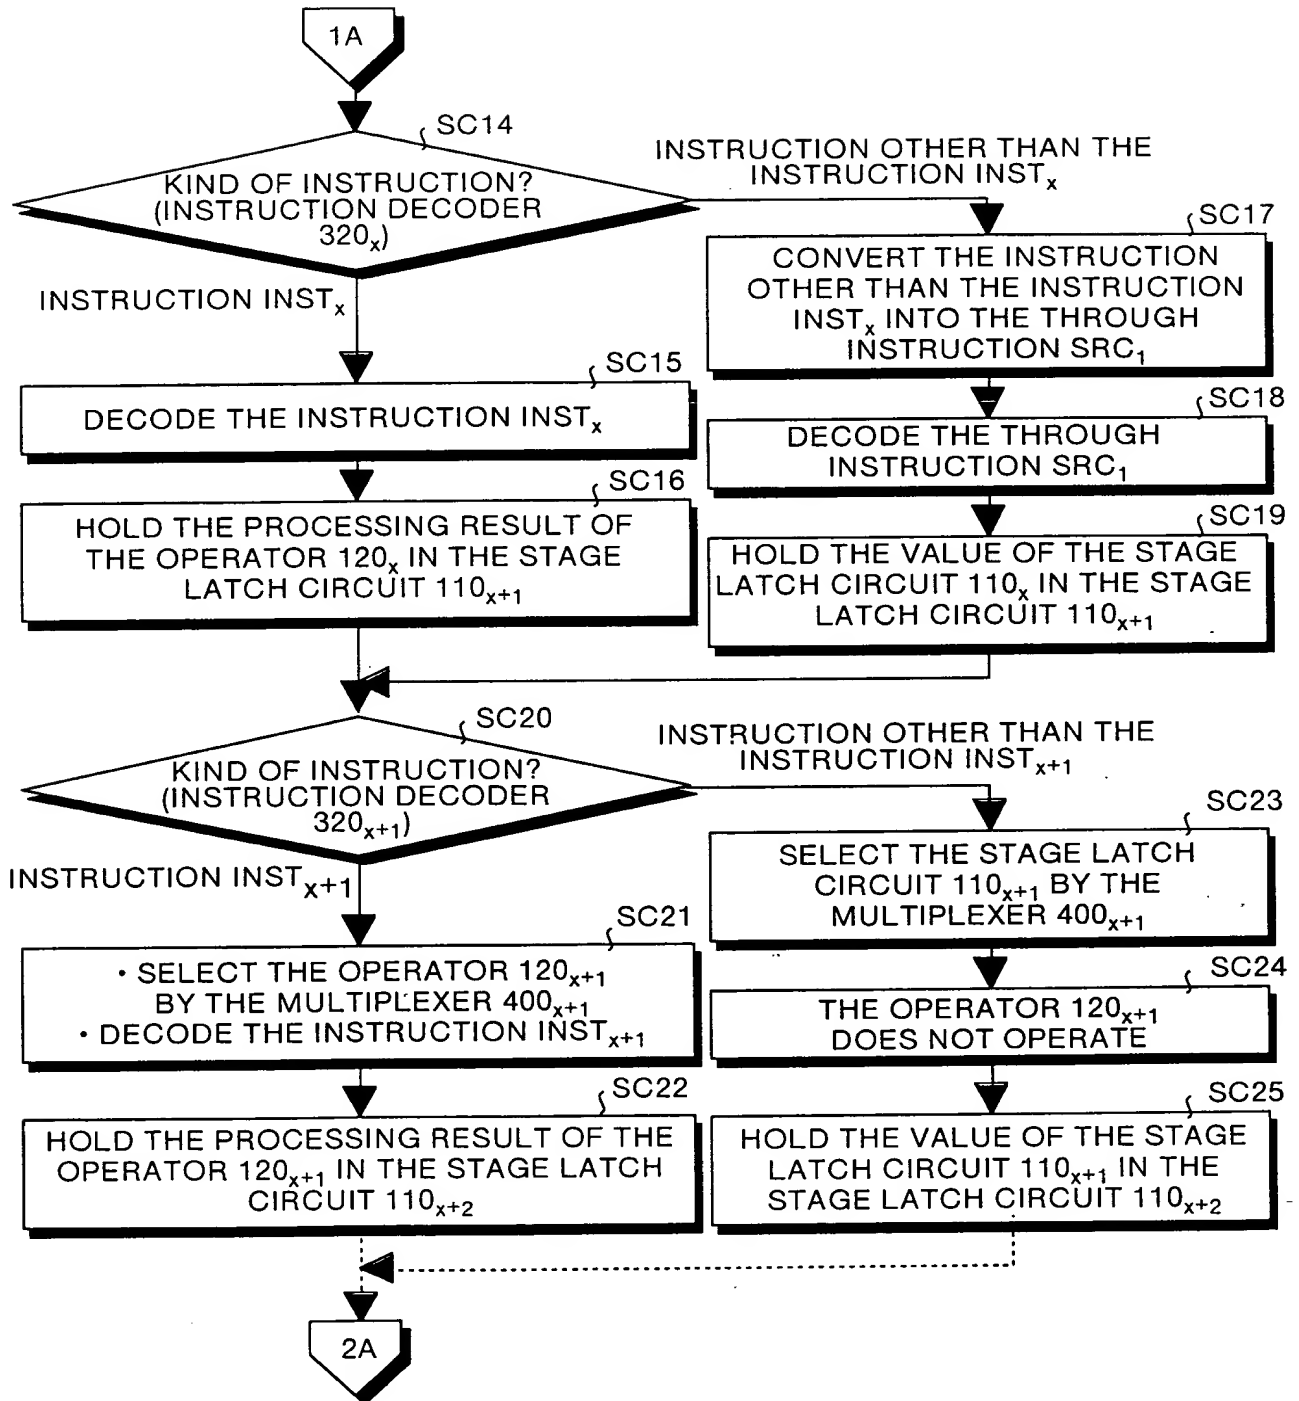 1A
SC14
KIND OF INSTRUCTION?
(INSTRUCTION DECODER
320ₓ)
INSTRUCTION OTHER THAN THE
INSTRUCTION INSTₓ
INSTRUCTION INSTₓ
SC17
CONVERT THE INSTRUCTION
OTHER THAN THE INSTRUCTION
INSTₓ INTO THE THROUGH
INSTRUCTION SRC₁
SC15
DECODE THE INSTRUCTION INSTₓ
SC18
DECODE THE THROUGH
INSTRUCTION SRC₁
SC16
HOLD THE PROCESSING RESULT OF
THE OPERATOR 120ₓ IN THE STAGE
LATCH CIRCUIT 110ₓ₊₁
SC19
HOLD THE VALUE OF THE STAGE
LATCH CIRCUIT 110ₓ IN THE STAGE
LATCH CIRCUIT 110ₓ₊₁
SC20
KIND OF INSTRUCTION?
(INSTRUCTION DECODER
320ₓ₊₁)
INSTRUCTION OTHER THAN THE
INSTRUCTION INSTₓ₊₁
INSTRUCTION INSTₓ₊₁
SC23
SELECT THE STAGE LATCH
CIRCUIT 110ₓ₊₁ BY THE
MULTIPLEXER 400ₓ₊₁
SC21
• SELECT THE OPERATOR 120ₓ₊₁
BY THE MULTIPLEXER 400ₓ₊₁
• DECODE THE INSTRUCTION INSTₓ₊₁
SC24
THE OPERATOR 120ₓ₊₁
DOES NOT OPERATE
SC22
HOLD THE PROCESSING RESULT OF THE
OPERATOR 120ₓ₊₁ IN THE STAGE LATCH
CIRCUIT 110ₓ₊₂
SC25
HOLD THE VALUE OF THE STAGE
LATCH CIRCUIT 110ₓ₊₁ IN THE
STAGE LATCH CIRCUIT 110ₓ₊₂
2A